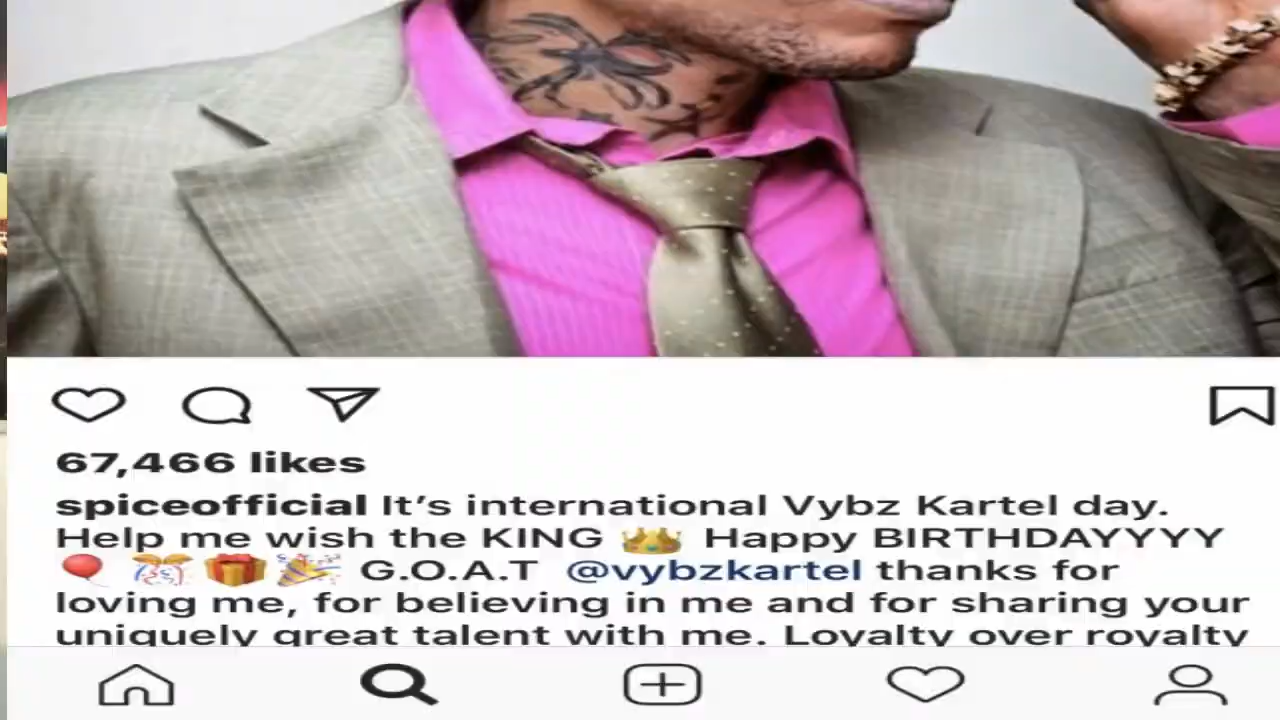 67,466 likes
spiceofficial It’s international Vybz Kartel day.
Help me wish the KING 👑 Happy BIRTHDAYYYY
🎈 🎊 🎁 🎉 G.O.A.T @vybzkartel thanks for
loving me, for believing in me and for sharing your
uniquely great talent with me. Loyalty over royalty